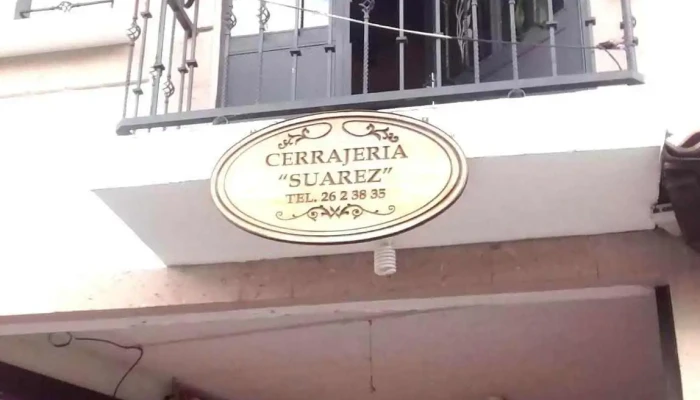 CERRAJERIA
"SUAREZ"
TEL. 26 2 38 35